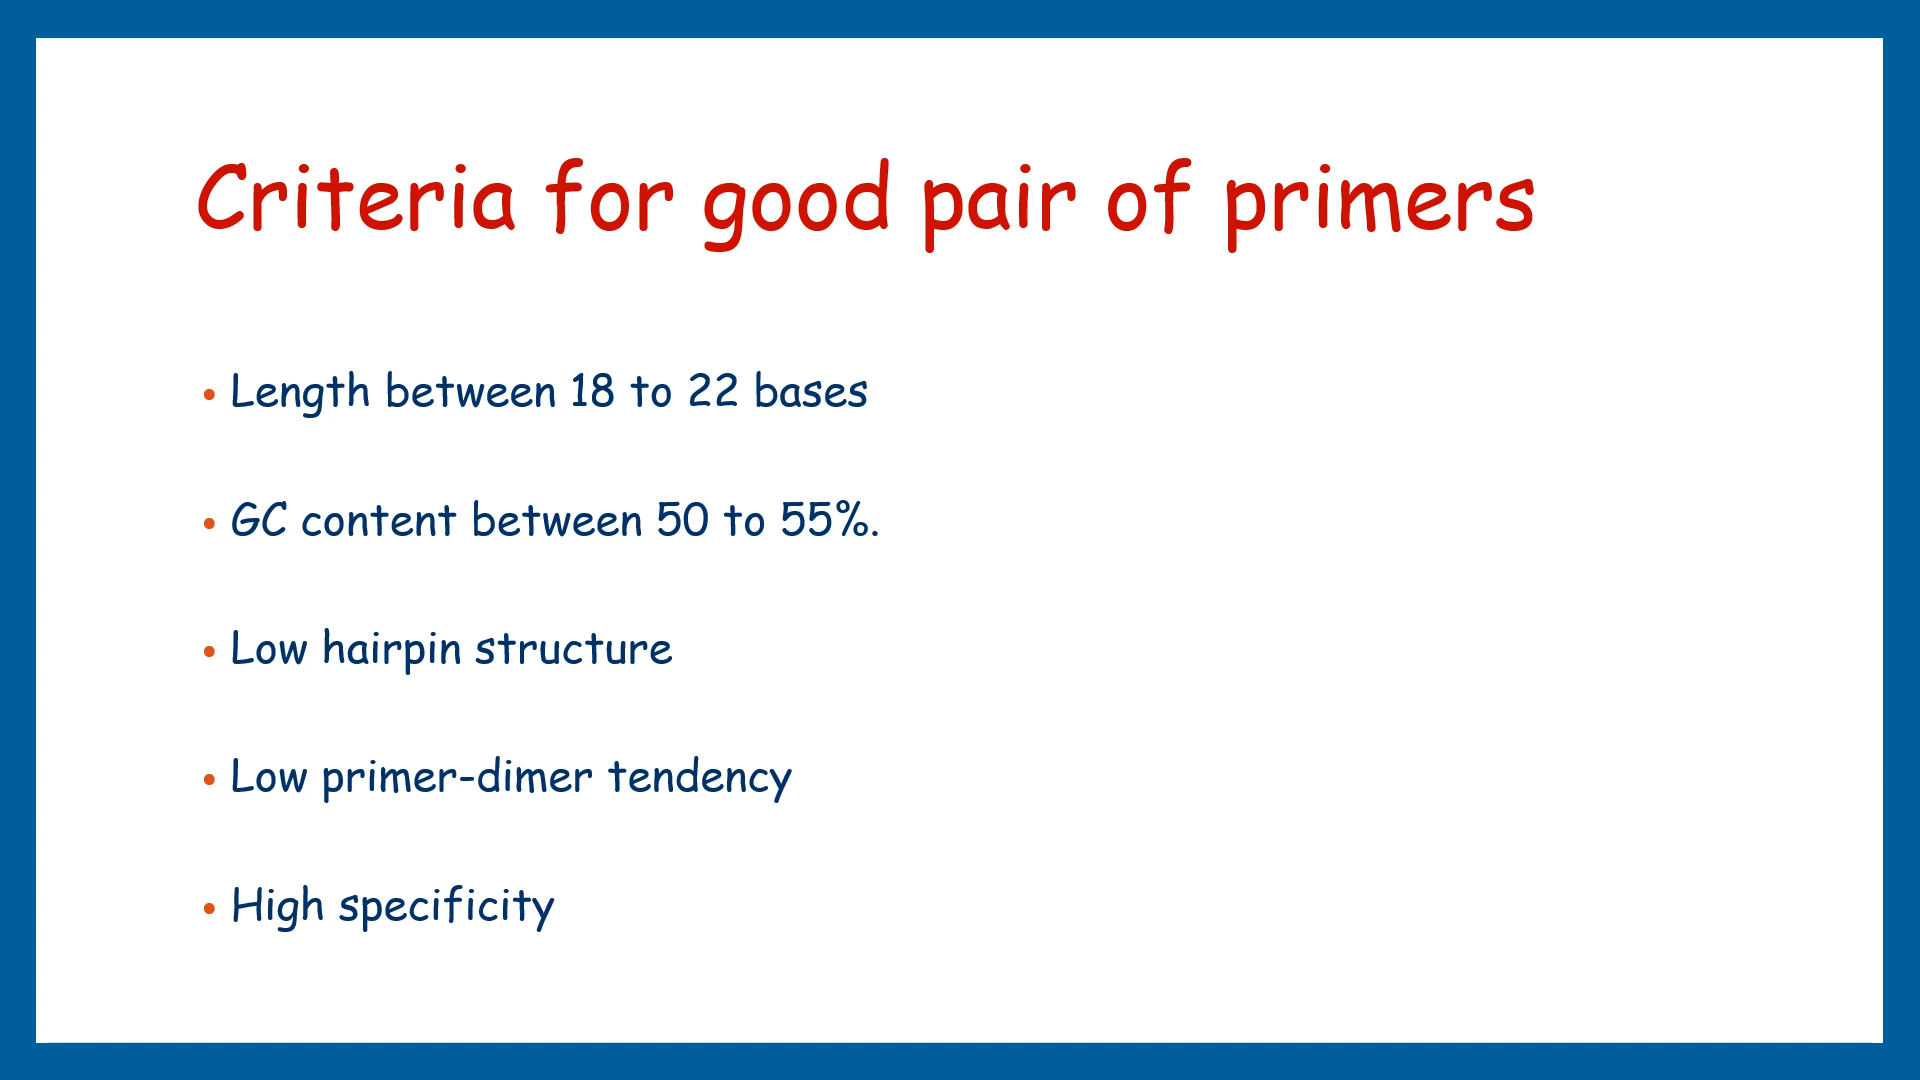 Criteria for good pair of primers
• Length between 18 to 22 bases
• GC content between 50 to 55%.
• Low hairpin structure
• Low primer-dimer tendency
• High specificity